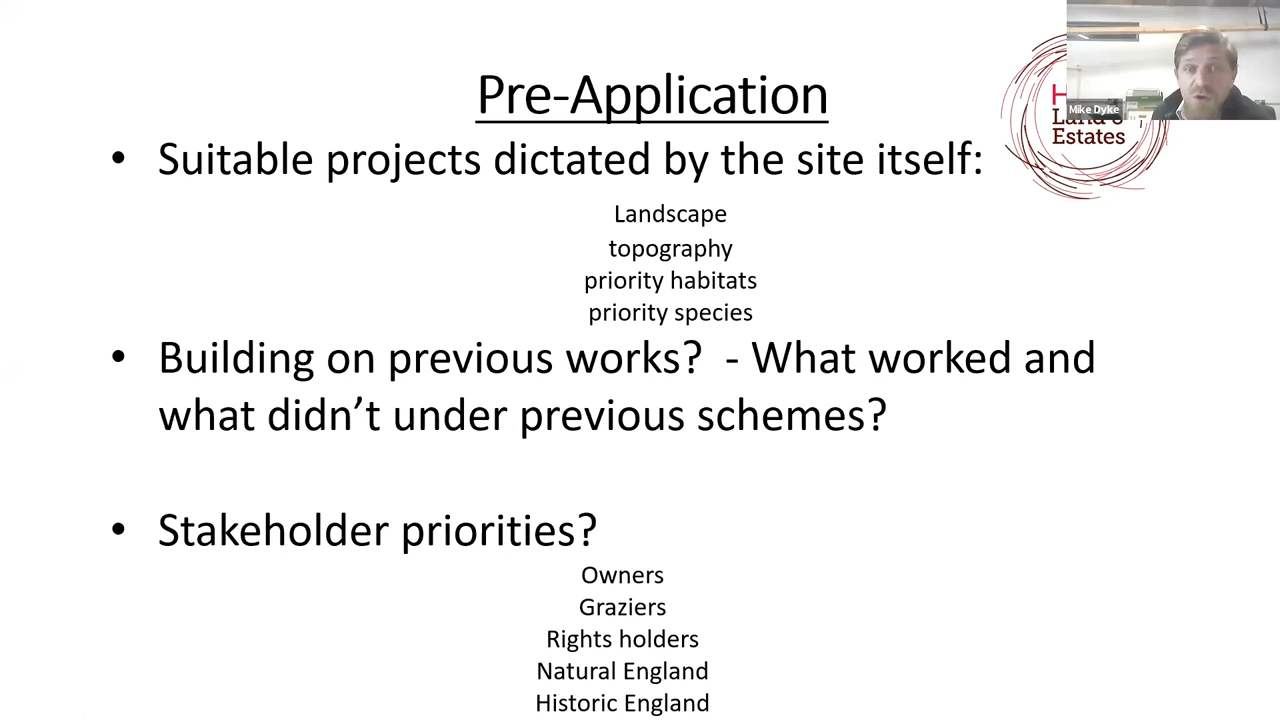 Pre-Application
Mike Dyke
Estates
• Suitable projects dictated by the site itself:
Landscape
topography
priority habitats
priority species
• Building on previous works? - What worked and
what didn’t under previous schemes?
• Stakeholder priorities?
Owners
Graziers
Rights holders
Natural England
Historic England